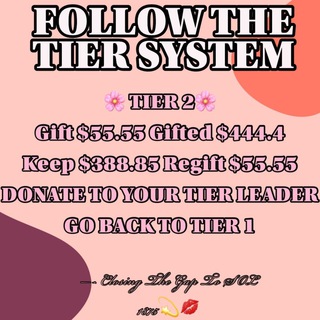 FOLLOW THE
TIER SYSTEM
🌸 TIER 2🌸
Gift $55.55 Gifted $444.4
Keep $388.85 Regift $55.55
DONATE TO YOUR TIER LEADER
GO BACK TO TIER 1
Closing The Gap To
💫💋